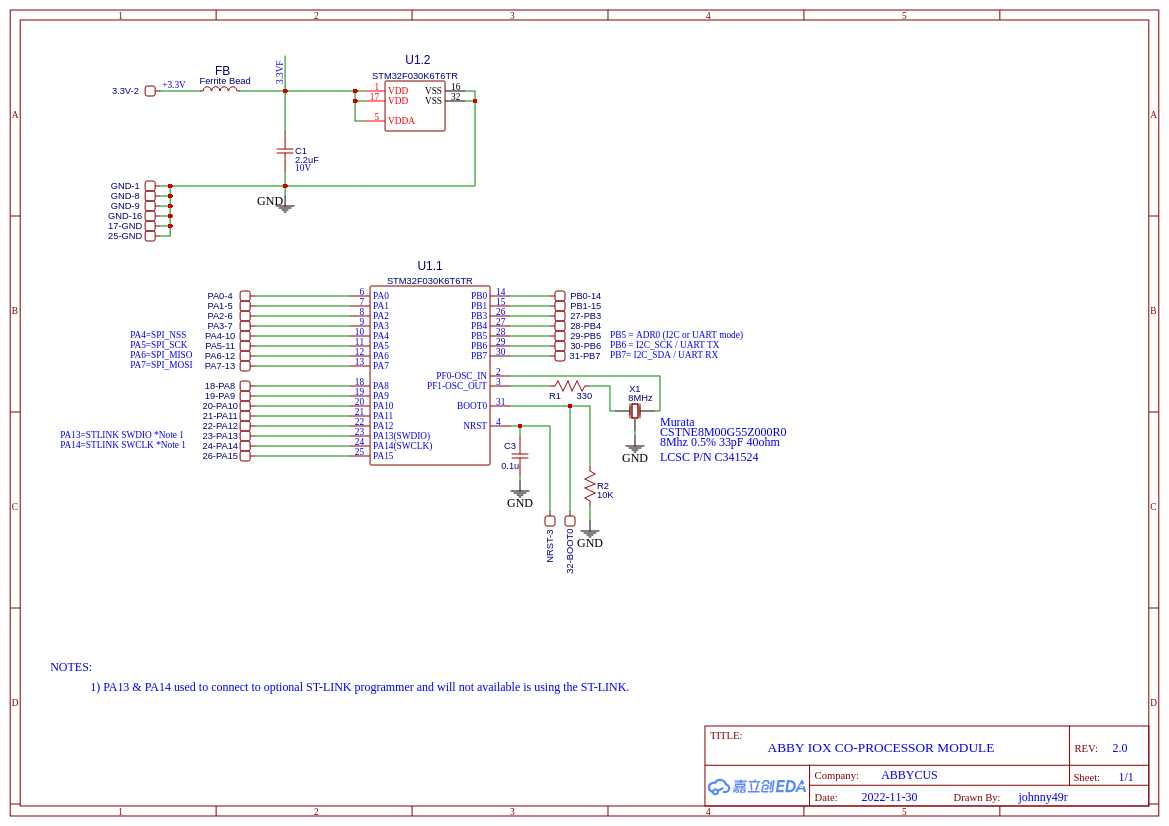 1 2 3 4 5
A A
B B
C C
D D
U1.2
STM32F030K6T6TR
FB
Ferrite Bead
3.3VF
3.3V-2 +3.3V
1 VDD VSS 16
17 VDD VSS 32
5 VDDA
C1
2.2uF
10V
GND
GND-1
GND-8
GND-9
GND-16
17-GND
25-GND
U1.1
STM32F030K6T6TR
PA0-4 6 PA0 PB0 14 PB0-14
PA1-5 7 PA1 PB1 15 PB1-15
PA2-6 8 PA2 PB3 26 27-PB3
PA3-7 9 PA3 PB4 27 28-PB4
PA4=SPI_NSS PA4-10 10 PA4 PB5 28 29-PB5 PB5 = ADR0 (I2C or UART mode)
PA5=SPI_SCK PA5-11 11 PA5 PB6 29 30-PB6 PB6 = I2C_SCK / UART TX
PA6=SPI_MISO PA6-12 12 PA6 PB7 30 31-PB7 PB7= I2C_SDA / UART RX
PA7=SPI_MOSI PA7-13 13 PA7
PF0-OSC_IN 2
18-PA8 18 PA8 PF1-OSC_OUT 3
19-PA9 19 PA9
20-PA10 20 PA10 BOOT0 31
21-PA11 21 PA11
22-PA12 22 PA12 NRST 4
PA13=STLINK SWDIO *Note 1 23-PA13 23 PA13(SWDIO)
PA14=STLINK SWCLK *Note 1 24-PA14 24 PA14(SWCLK)
26-PA15 25 PA15
R1 330
X1
8MHz
GND
Murata
CSTNE8M00G55Z000R0
8Mhz 0.5% 33pF 40ohm
LCSC P/N C341524
C3
0.1u
GND
R2
10K
GND
NRST-3
32-BOOT0
NOTES:
1) PA13 & PA14 used to connect to optional ST-LINK programmer and will not available is using the ST-LINK.
TITLE:
ABBY IOX CO-PROCESSOR MODULE
REV: 2.0
嘉立创EDA
Company: ABBYCUS
Sheet: 1/1
Date: 2022-11-30 Drawn By: johnny49r
1 2 3 4 5